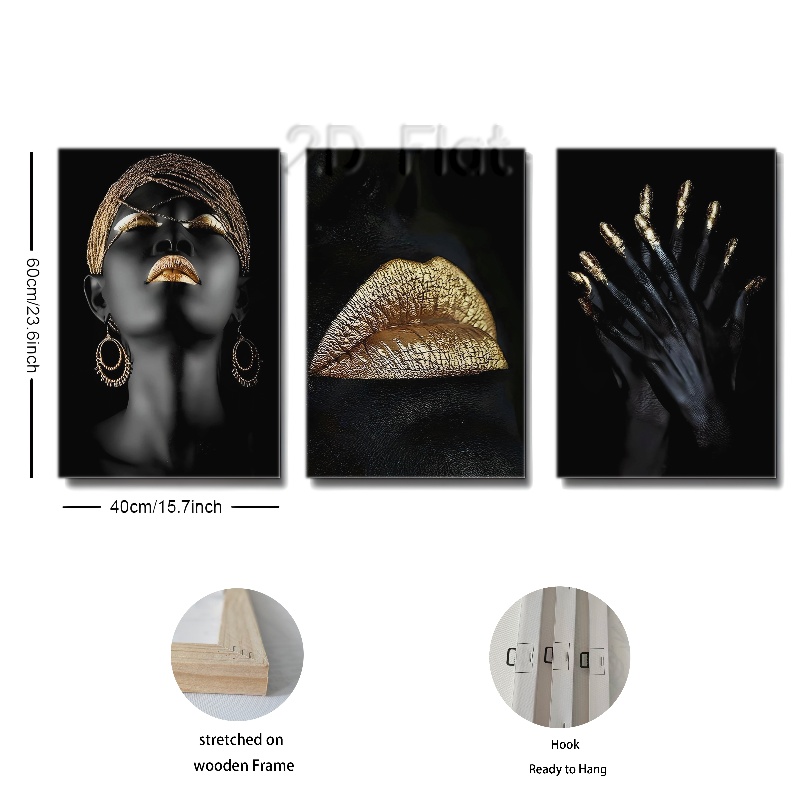 2D Flat
60cm/23.6inch
40cm/15.7inch
stretched on
wooden Frame
Hook
Ready to Hang